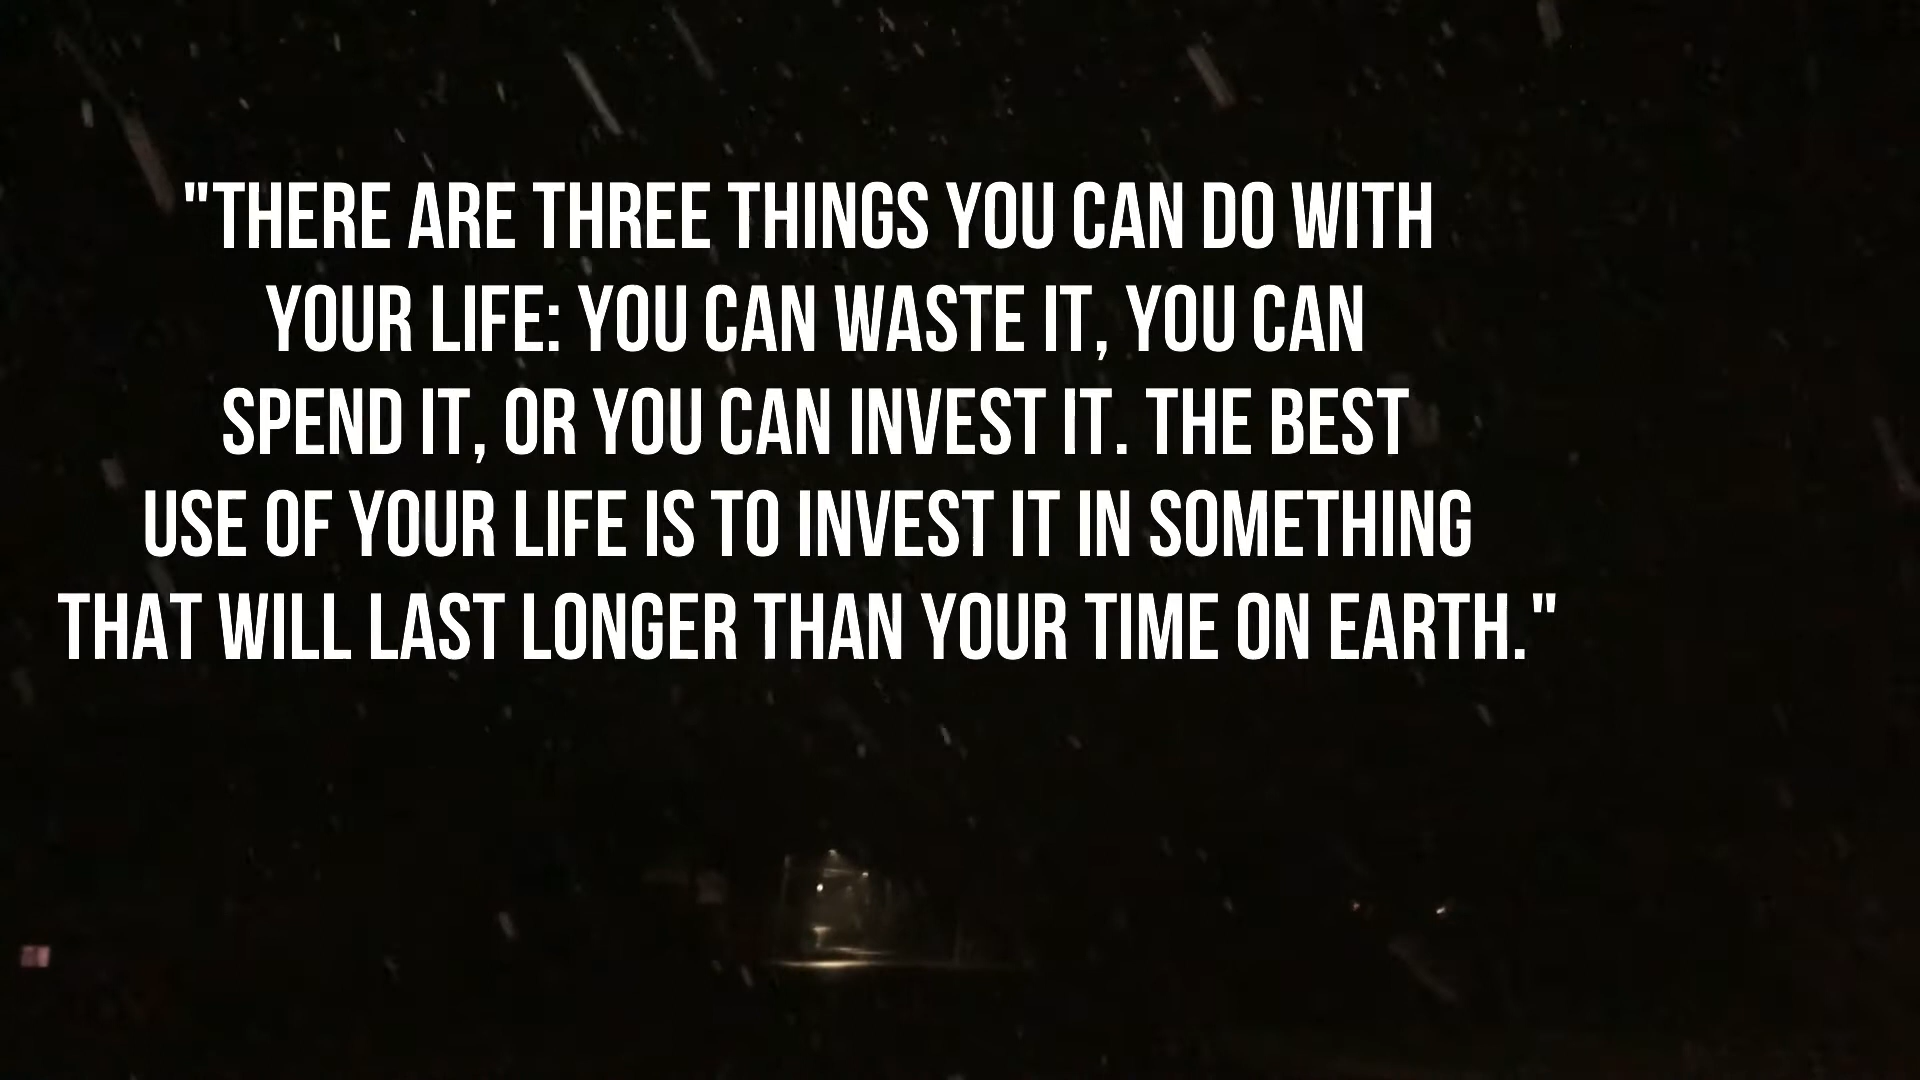 "THERE ARE THREE THINGS YOU CAN DO WITH
YOUR LIFE: YOU CAN WASTE IT, YOU CAN
SPEND IT, OR YOU CAN INVEST IT. THE BEST
USE OF YOUR LIFE IS TO INVEST IT IN SOMETHING
THAT WILL LAST LONGER THAN YOUR TIME ON EARTH."